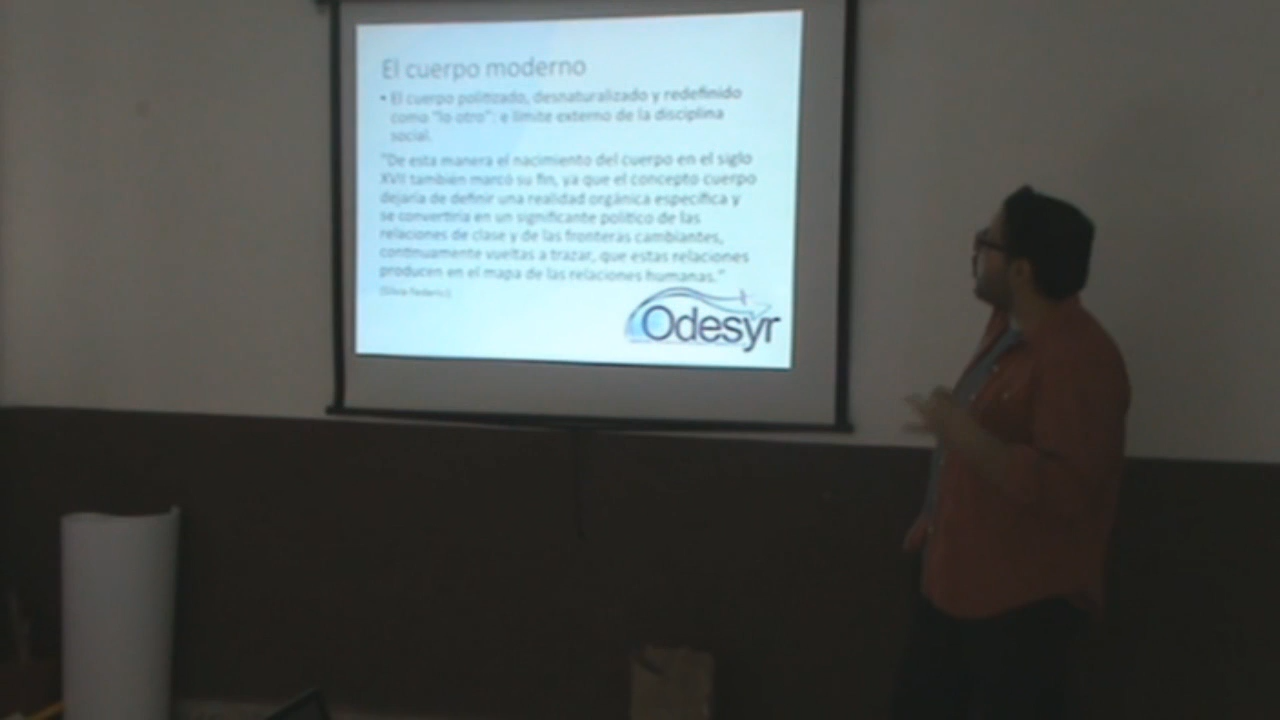 El cuerpo moderno
• El cuerpo politizado, desnaturalizado y redefinido
como "lo otro": e límite externo de la disciplina
social.
"De esta manera el nacimiento del cuerpo en el siglo
XVII también marcó su fin, ya que el concepto cuerpo
dejaría de definir una realidad orgánica específica y
se convertiría en un significante político de las
relaciones de clase y de las fronteras cambiantes,
continuamente vueltas a trazar, que estas relaciones
producen en el mapa de las relaciones humanas."
(Silvia Federici)
Odesyr